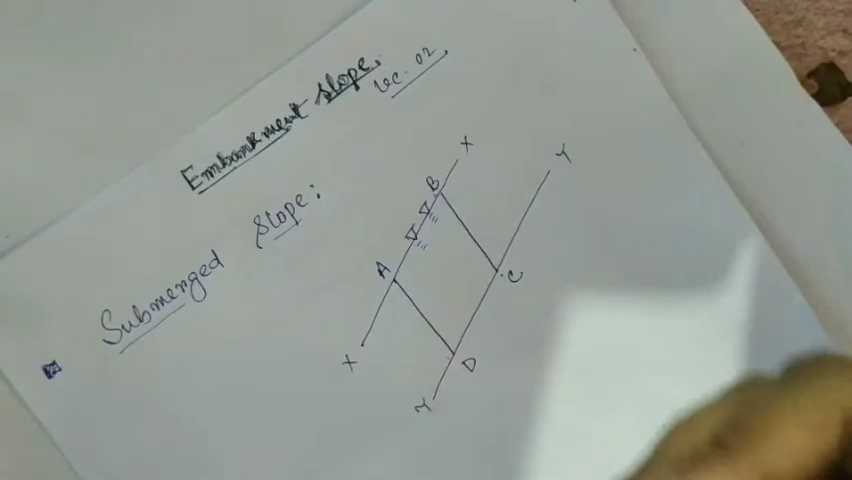 Embankment slope.
Lec-02
Submerged slope:
X
Y
B
A
C
X
D
Y